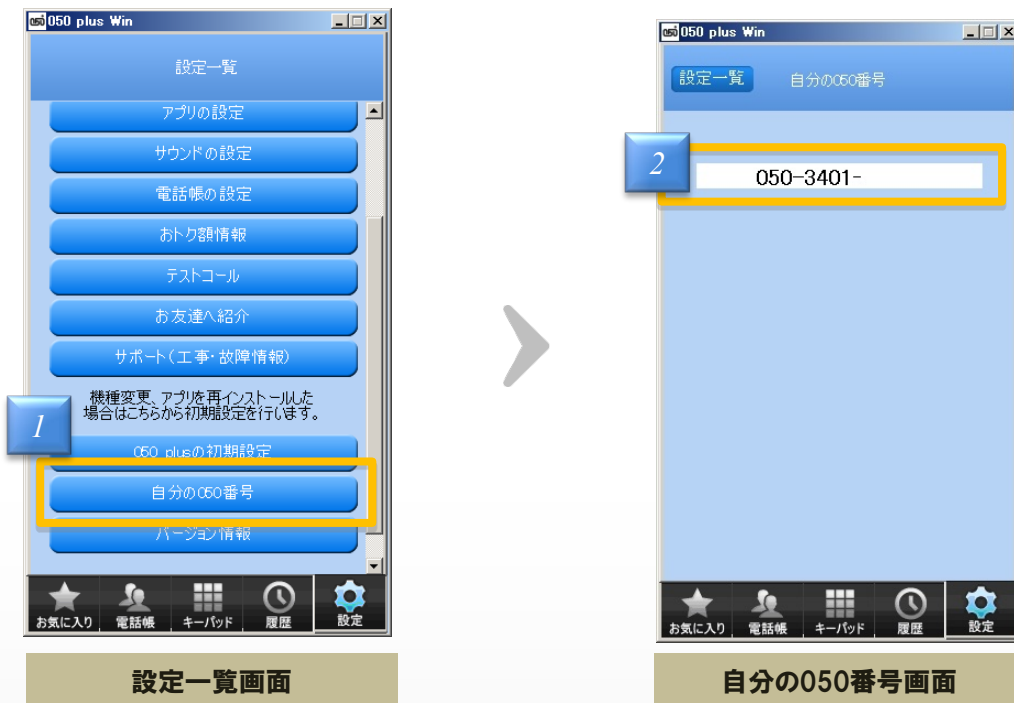 050 plus Win
設定一覧
アプリの設定
サウンドの設定
電話帳の設定
おトク額情報
テストコール
お友達へ紹介
サポート(工事・故障情報)
機種変更、アプリを再インストールした
場合はこちらから初期設定を行います。
1
050 plusの初期設定
自分の050番号
バージョン情報
お気に入り 電話帳 キーパッド 履歴 設定
設定一覧画面
050 plus Win
設定一覧 自分の050番号
2
050-3401-
お気に入り 電話帳 キーパッド 履歴 設定
自分の050番号画面